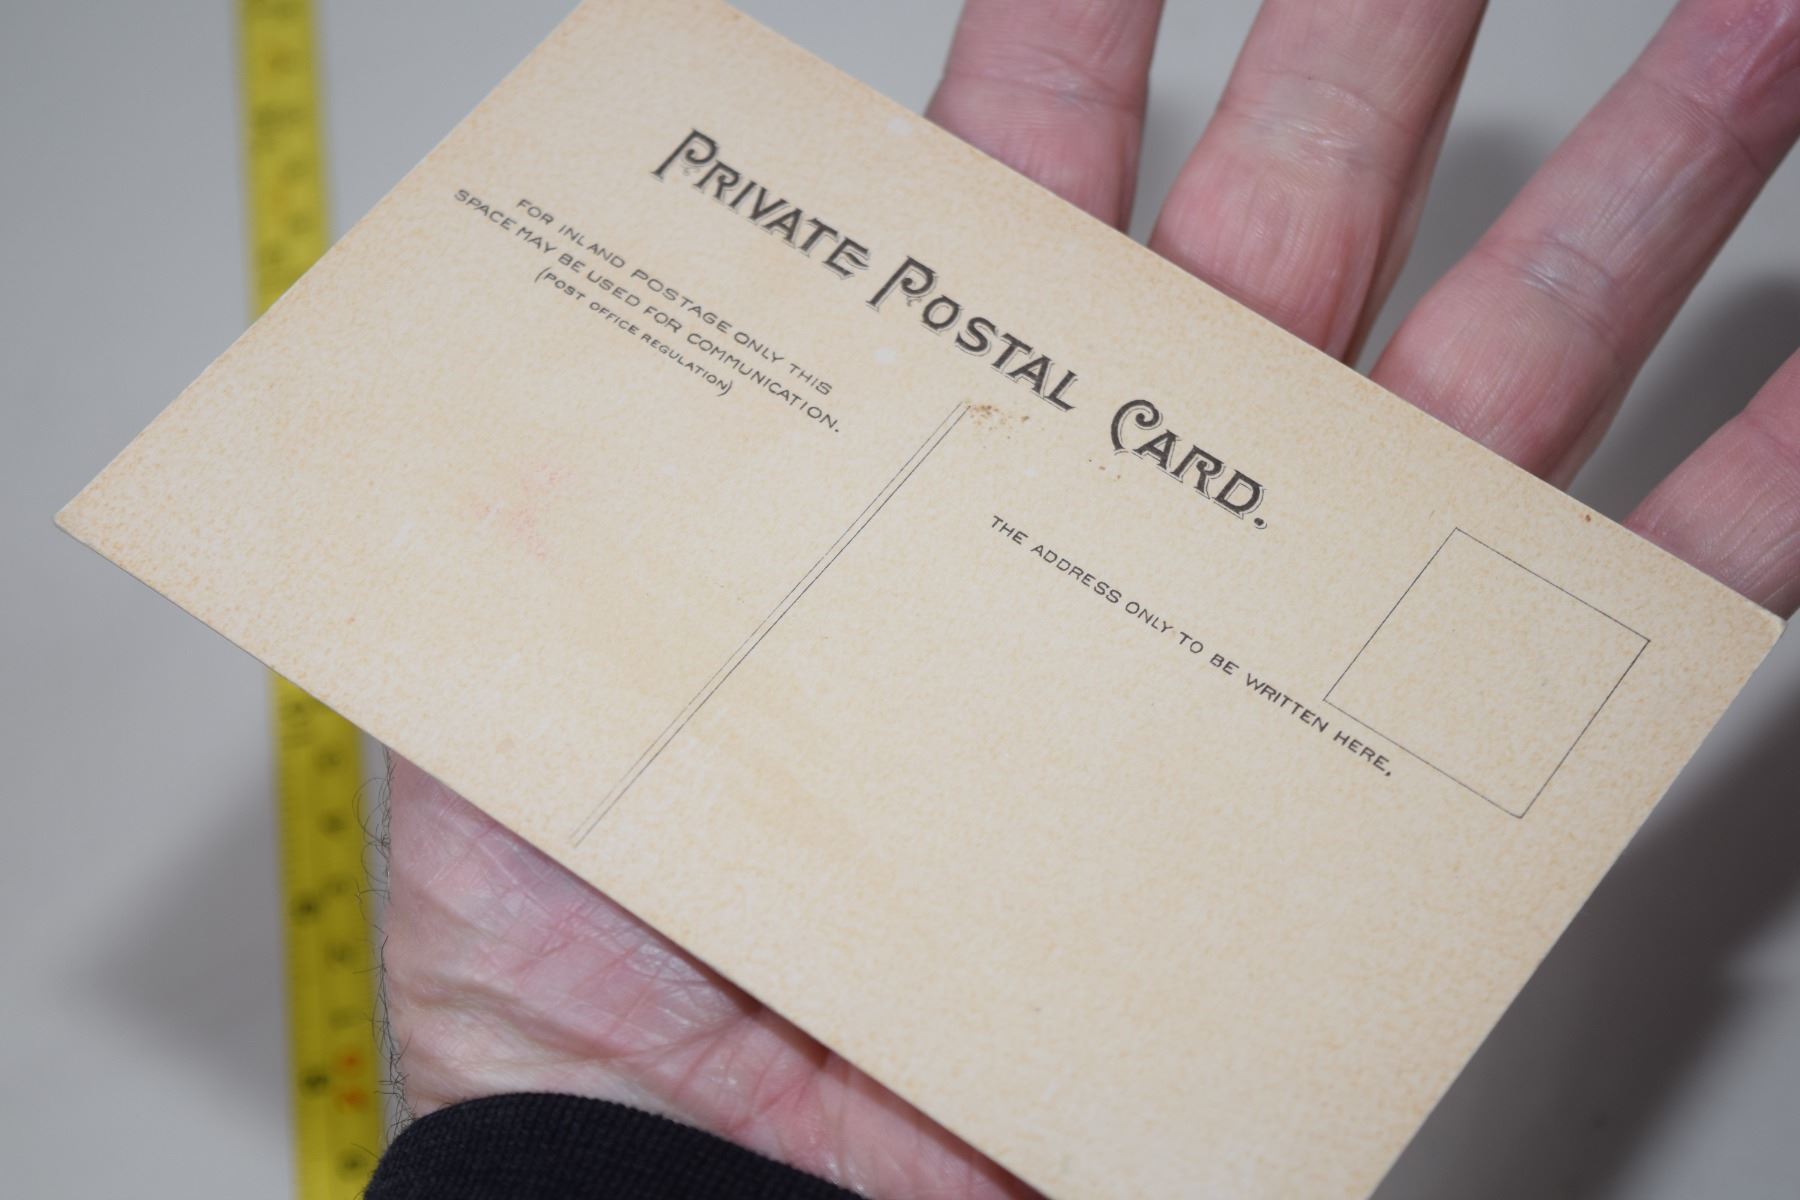 PRIVATE POSTAL CARD.
FOR INLAND POSTAGE ONLY THIS
SPACE MAY BE USED FOR COMMUNICATION.
(POST OFFICE REGULATION)
THE ADDRESS ONLY TO BE WRITTEN HERE,